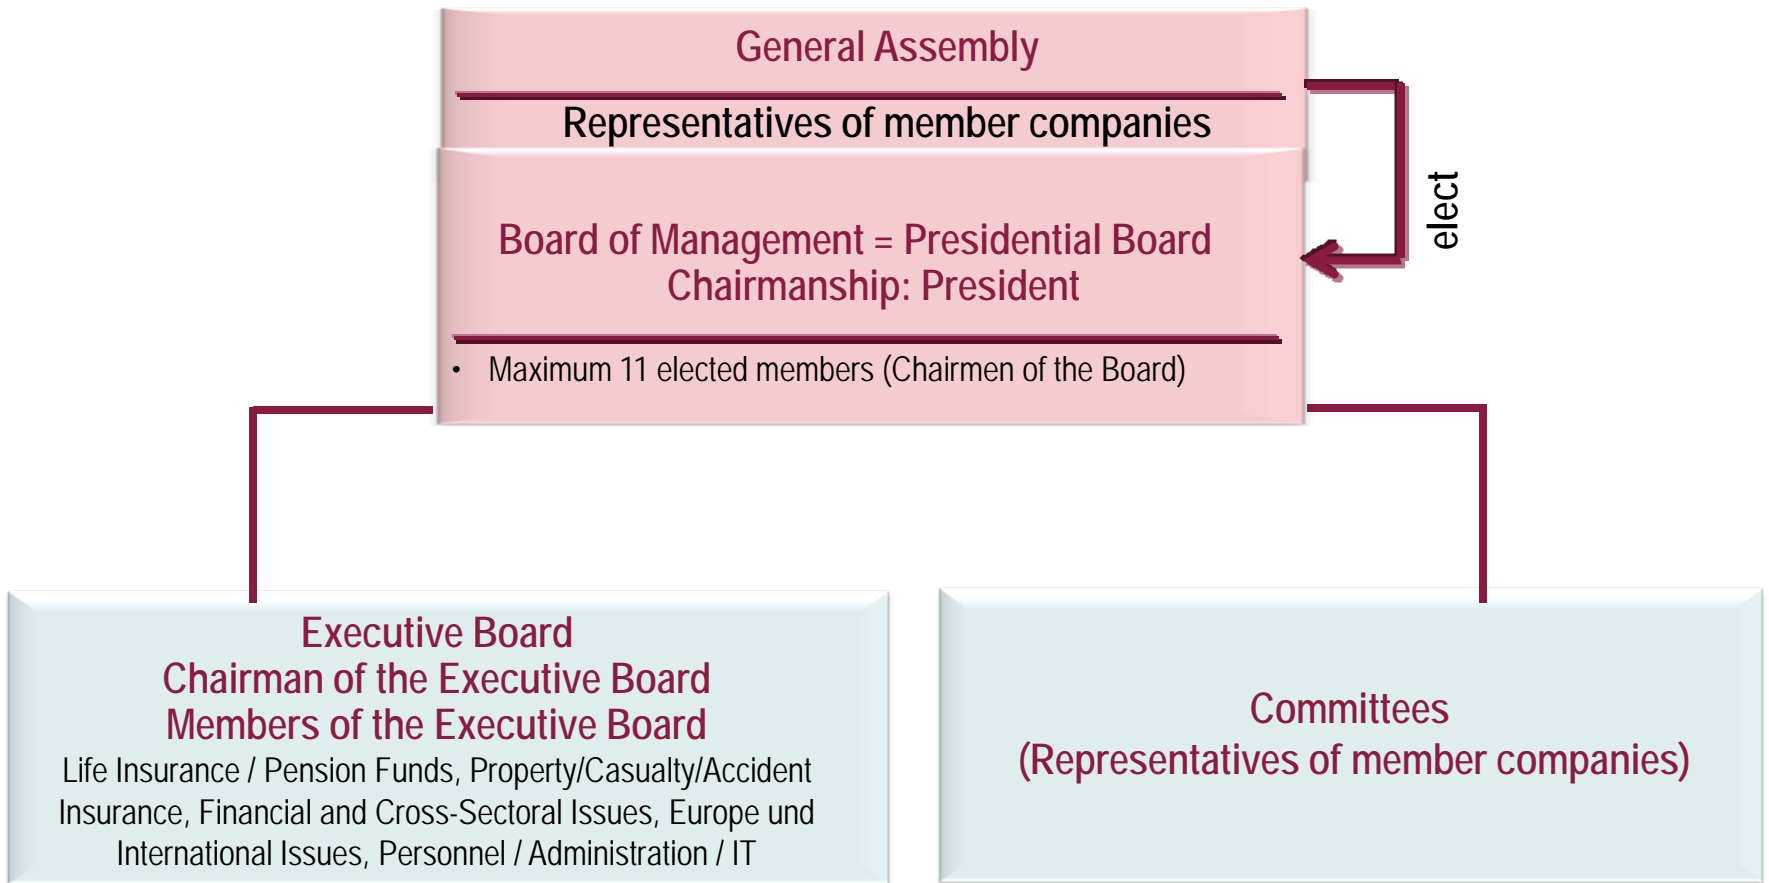 General Assembly
Representatives of member companies
elect
Board of Management = Presidential Board
Chairmanship: President
• Maximum 11 elected members (Chairmen of the Board)
Executive Board
Chairman of the Executive Board
Members of the Executive Board
Life Insurance / Pension Funds, Property/Casualty/Accident
Insurance, Financial and Cross-Sectoral Issues, Europe und
International Issues, Personnel / Administration / IT
Committees
(Representatives of member companies)